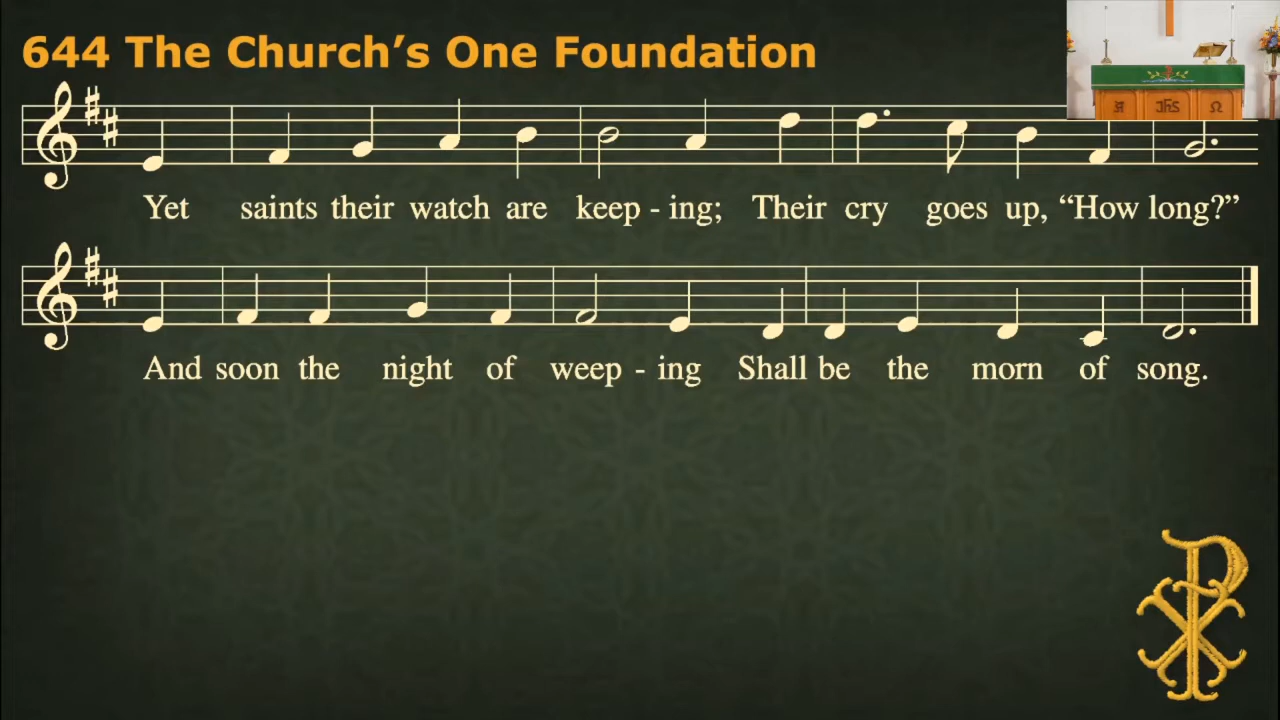 644 The Church’s One Foundation
Yet saints their watch are keep - ing; Their cry goes up, “How long?”
And soon the night of weep - ing Shall be the morn of song.
IHS Ω